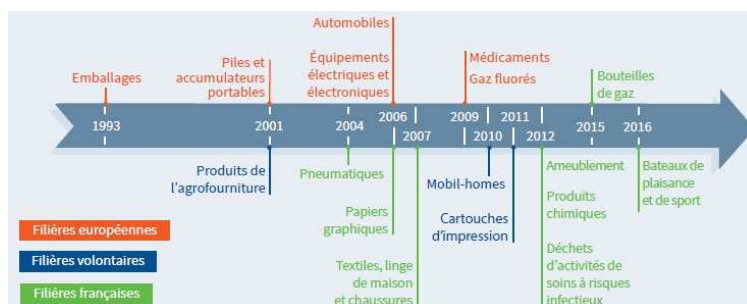 Automobiles
Emballages
Piles et
accumulateurs
portables
Équipements
électriques et
électroniques
Médicaments
Gaz fluorés
Bouteilles
de gaz
1993
2001
2004
2006
2007
2009
2010
2011
2012
2015
2016
Produits de
l'agrofourniture
Pneumatiques
Papiers
graphiques
Textiles, linge
de maison
et chaussures
Mobil-homes
Cartouches
d'impression
Ameublement
Produits
chimiques
Déchets
d'activités de
soins à risques
infectieux
Bateaux de
plaisance
et de sport
Filières européennes
Filières volontaires
Filières françaises